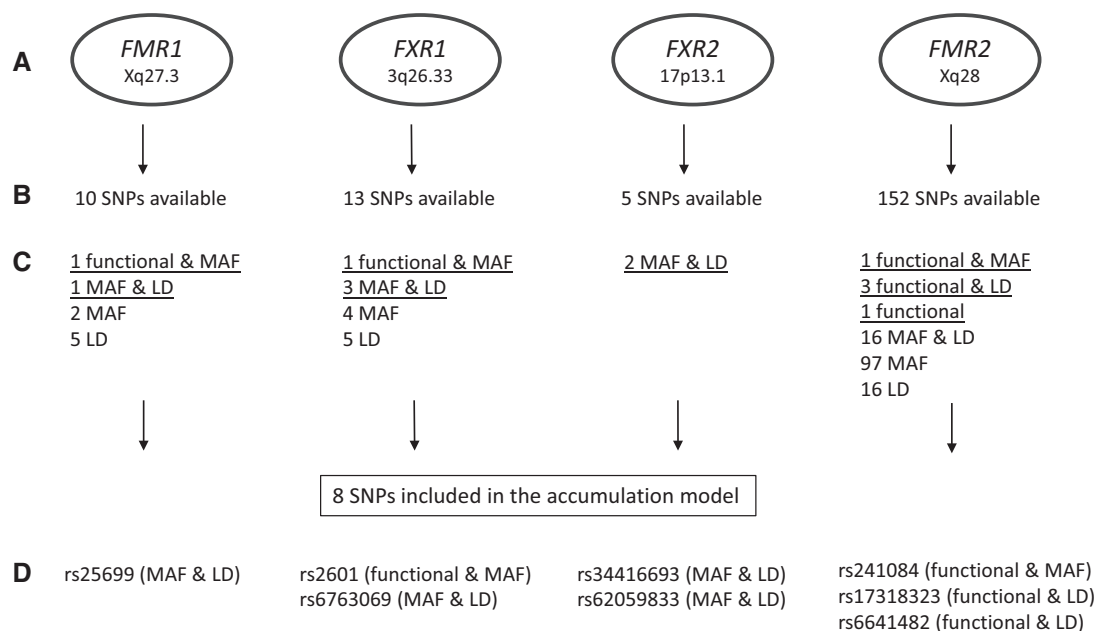 A
FMR1
Xq27.3
FXR1
3q26.33
FXR2
17p13.1
FMR2
Xq28
B
10 SNPs available
13 SNPs available
5 SNPs available
152 SNPs available
C
1 functional & MAF
1 MAF & LD
2 MAF
5 LD
1 functional & MAF
3 MAF & LD
4 MAF
5 LD
2 MAF & LD
1 functional & MAF
3 functional & LD
1 functional
16 MAF & LD
97 MAF
16 LD
8 SNPs included in the accumulation model
D
rs25699 (MAF & LD)
rs2601 (functional & MAF)
rs6763069 (MAF & LD)
rs34416693 (MAF & LD)
rs62059833 (MAF & LD)
rs241084 (functional & MAF)
rs17318323 (functional & LD)
rs6641482 (functional & LD)